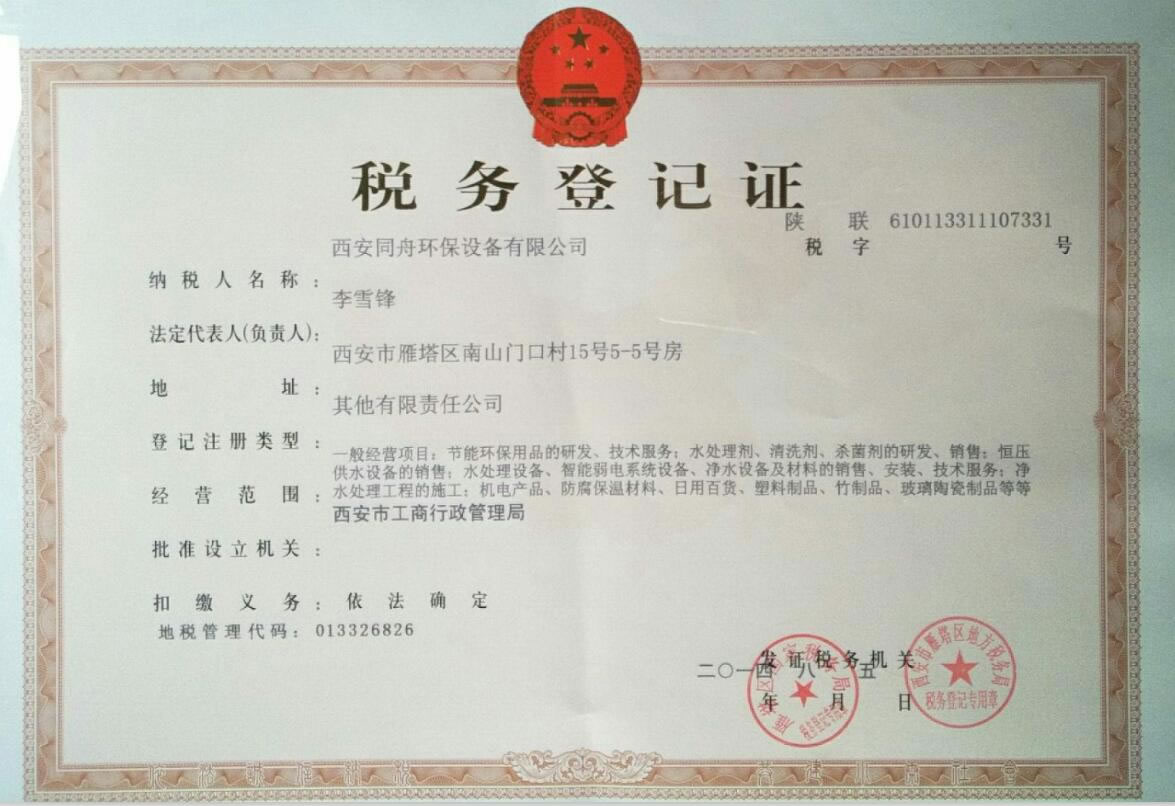 税务登记证
陕 联 610113311107331
税 字 号
西安同舟环保设备有限公司
纳税人名称：
李雪锋
法定代表人(负责人)：
西安市雁塔区南山门口村15号5-5号房
地 址：
其他有限责任公司
登记注册类型：
一般经营项目：节能环保用品的研发、技术服务；水处理剂、清洗剂、杀菌剂的研发、销售；恒压
供水设备的销售；水处理设备、智能弱电系统设备、净水设备及材料的销售、安装、技术服务；净
水处理工程的施工；机电产品、防腐保温材料、日用百货、塑料制品、竹制品、玻璃陶瓷制品等等
经营范围：
西安市工商行政管理局
批准设立机关：
扣缴义务：依法确定
地税管理代码：013326826
发证税务机关
二〇一四 八 五
年 月 日
西安市雁塔区地方税务局
税务登记专用章